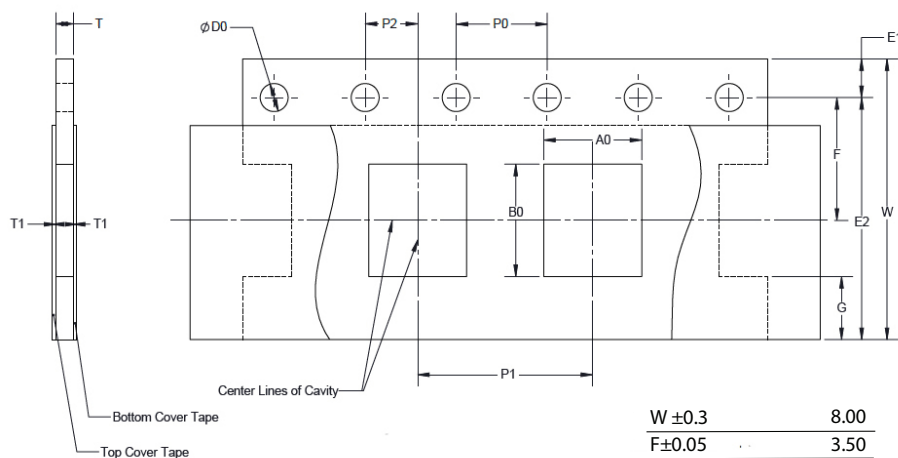 T
P2
P0
E1
ϕD0
A0
F
B0
T1
T1
E2
W
G
P1
Center Lines of Cavity
Bottom Cover Tape
Top Cover Tape
W ±0.3 8.00
F±0.05 3.50